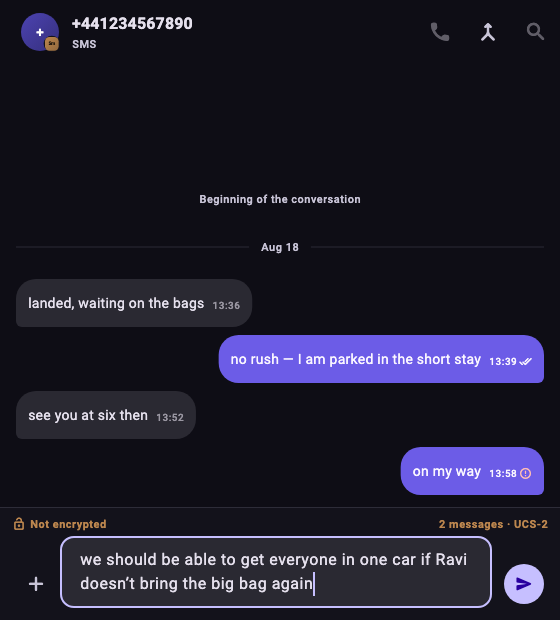 +441234567890
SMS
Beginning of the conversation
Aug 18
landed, waiting on the bags 13:36
no rush — I am parked in the short stay 13:39
see you at six then 13:52
on my way 13:58
Not encrypted
2 messages · UCS-2
we should be able to get everyone in one car if Ravi
doesn’t bring the big bag again